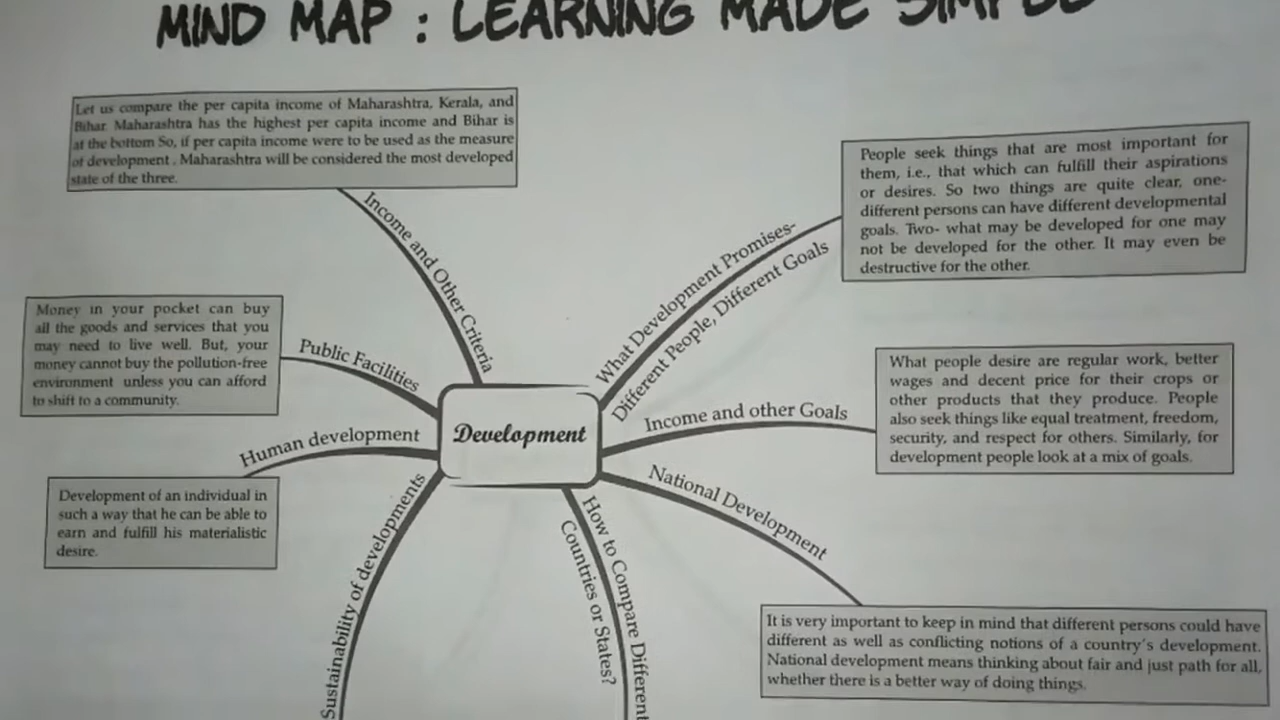 MIND MAP : LEARNING MADE SIMPLE
Let us compare the per capita income of Maharashtra, Kerala, and
Bihar. Maharashtra has the highest per capita income and Bihar is
at the bottom So, if per capita income were to be used as the measure
of development , Maharashtra will be considered the most developed
state of the three.
Income and Other Criteria
Money in your pocket can buy
all the goods and services that you
may need to live well. But, your
money cannot buy the pollution-free
environment unless you can afford
to shift to a community.
Public Facilities
Human development
Development of an individual in
such a way that he can be able to
earn and fulfill his materialistic
desire.
Sustainability of developments
Development
What Development Promises-
Different People, Different Goals
People seek things that are most important for
them, i.e., that which can fulfill their aspirations
or desires. So two things are quite clear, one-
different persons can have different developmental
goals. Two- what may be developed for one may
not be developed for the other. It may even be
destructive for the other.
Income and other Goals
What people desire are regular work, better
wages and decent price for their crops or
other products that they produce. People
also seek things like equal treatment, freedom,
security, and respect for others. Similarly, for
development people look at a mix of goals.
National Development
It is very important to keep in mind that different persons could have
different as well as conflicting notions of a country's development.
National development means thinking about fair and just path for all,
whether there is a better way of doing things.
How to Compare Different
Countries or States?